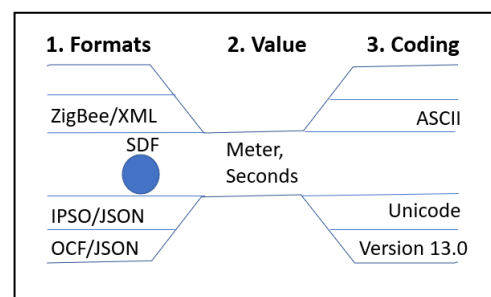 1. Formats 2. Value 3. Coding
ZigBee/XML ASCII
SDF
Meter,
Seconds
IPSO/JSON Unicode
OCF/JSON Version 13.0